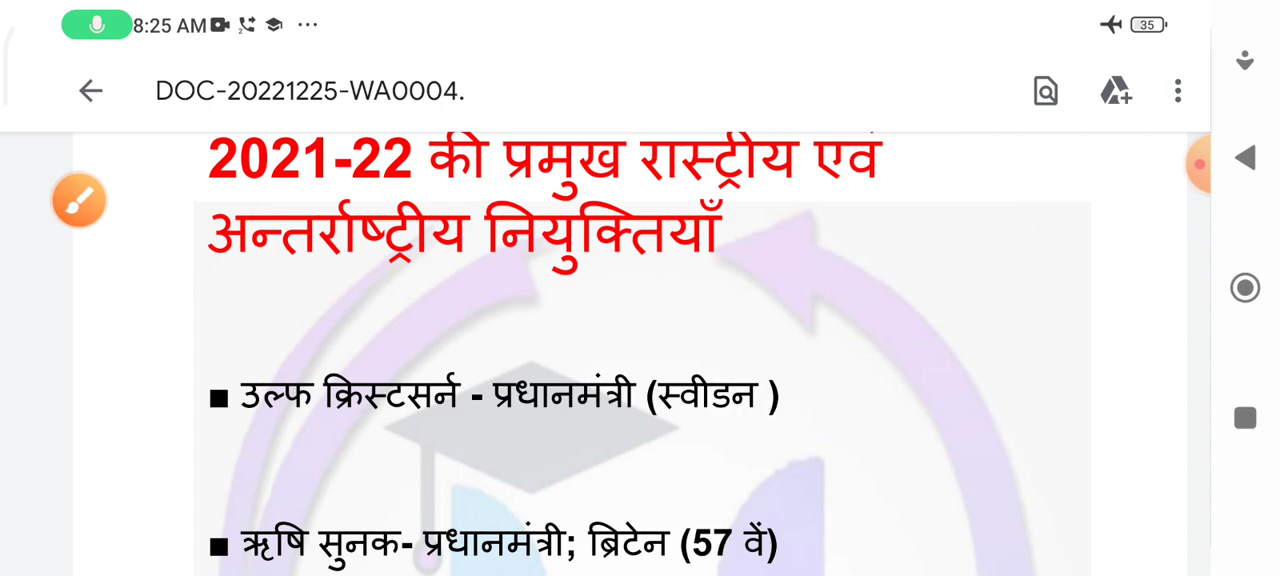 8:25 AM 2 ... 35
DOC-20221225-WA0004.
2021-22 की प्रमुख रास्ट्रीय एवं
अन्तर्राष्ट्रीय नियुक्तियाँ
■ उल्फ क्रिस्टसर्न - प्रधानमंत्री (स्वीडन )
■ ऋषि सुनक- प्रधानमंत्री; ब्रिटेन (57 वें)